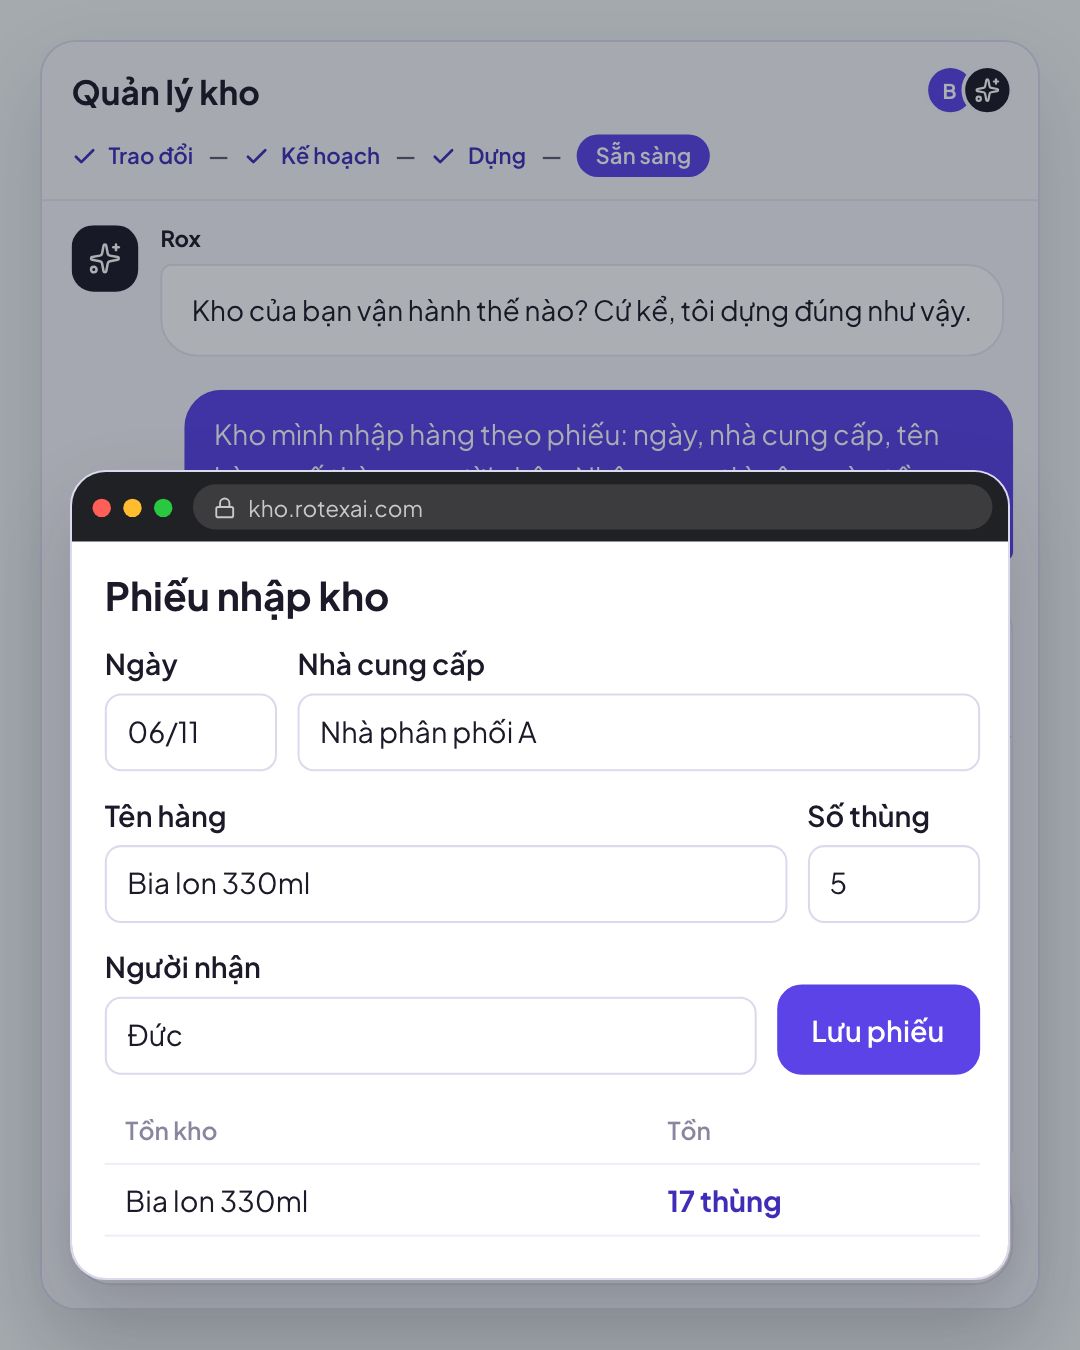 Quản lý kho
B
Trao đổi — Kế hoạch — Dựng — Sẵn sàng
Rox
Kho của bạn vận hành thế nào? Cứ kể, tôi dựng đúng như vậy.
Kho mình nhập hàng theo phiếu: ngày, nhà cung cấp, tên
kho.rotexai.com
Phiếu nhập kho
Ngày Nhà cung cấp
06/11 Nhà phân phối A
Tên hàng Số thùng
Bia lon 330ml 5
Người nhận
Đức Lưu phiếu
Tồn kho Tồn
Bia lon 330ml 17 thùng